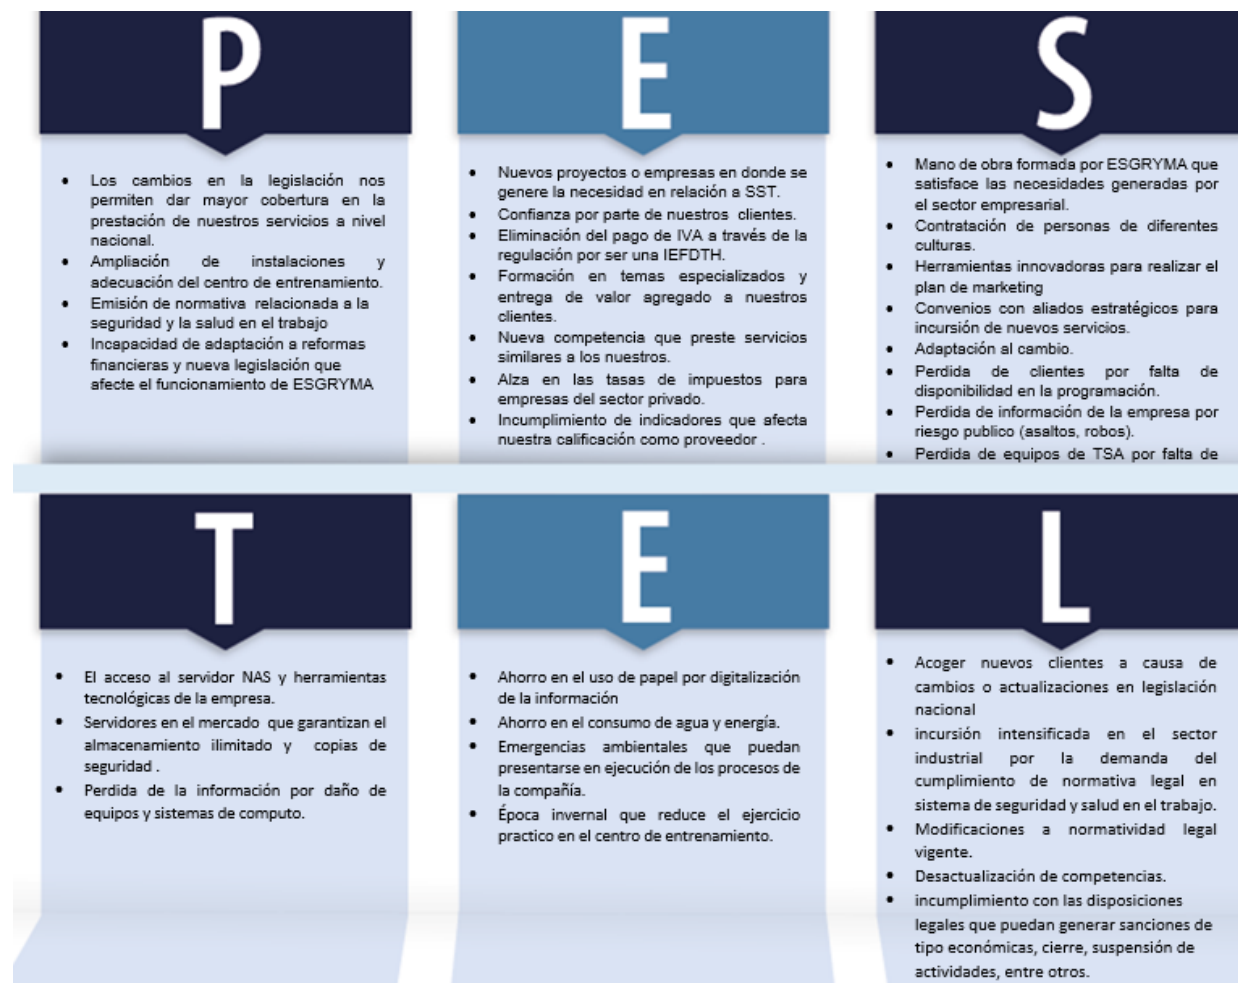 P
Los cambios en la legislación nos
permiten dar mayor cobertura en la
prestación de nuestros servicios a nivel
nacional.
Ampliación de instalaciones y
adecuación del centro de entrenamiento.
Emisión de normativa relacionada a la
seguridad y la salud en el trabajo
Incapacidad de adaptación a reformas
financieras y nueva legislación que
afecte el funcionamiento de ESGRYMA
E
Nuevos proyectos o empresas en donde se
genere la necesidad en relación a SST.
Confianza por parte de nuestros clientes.
Eliminación del pago de IVA a través de la
regulación por ser una IEFDTH.
Formación en temas especializados y
entrega de valor agregado a nuestros
clientes.
Nueva competencia que preste servicios
similares a los nuestros.
Alza en las tasas de impuestos para
empresas del sector privado.
Incumplimiento de indicadores que afecta
nuestra calificación como proveedor .
S
Mano de obra formada por ESGRYMA que
satisface las necesidades generadas por
el sector empresarial.
Contratación de personas de diferentes
culturas.
Herramientas innovadoras para realizar el
plan de marketing
Convenios con aliados estratégicos para
incursión de nuevos servicios.
Adaptación al cambio.
Perdida de clientes por falta de
disponibilidad en la programación.
Perdida de información de la empresa por
riesgo publico (asaltos, robos).
Perdida de equipos de TSA por falta de
T
El acceso al servidor NAS y herramientas
tecnológicas de la empresa.
Servidores en el mercado que garantizan el
almacenamiento ilimitado y copias de
seguridad .
Perdida de la información por daño de
equipos y sistemas de computo.
E
Ahorro en el uso de papel por digitalización
de la información
Ahorro en el consumo de agua y energía.
Emergencias ambientales que puedan
presentarse en ejecución de los procesos de
la compañía.
Época invernal que reduce el ejercicio
practico en el centro de entrenamiento.
L
Acoger nuevos clientes a causa de
cambios o actualizaciones en legislación
nacional
incursión intensificada en el sector
industrial por la demanda del
cumplimiento de normativa legal en
sistema de seguridad y salud en el trabajo.
Modificaciones a normatividad legal
vigente.
Desactualización de competencias.
incumplimiento con las disposiciones
legales que puedan generar sanciones de
tipo económicas, cierre, suspensión de
actividades, entre otros.